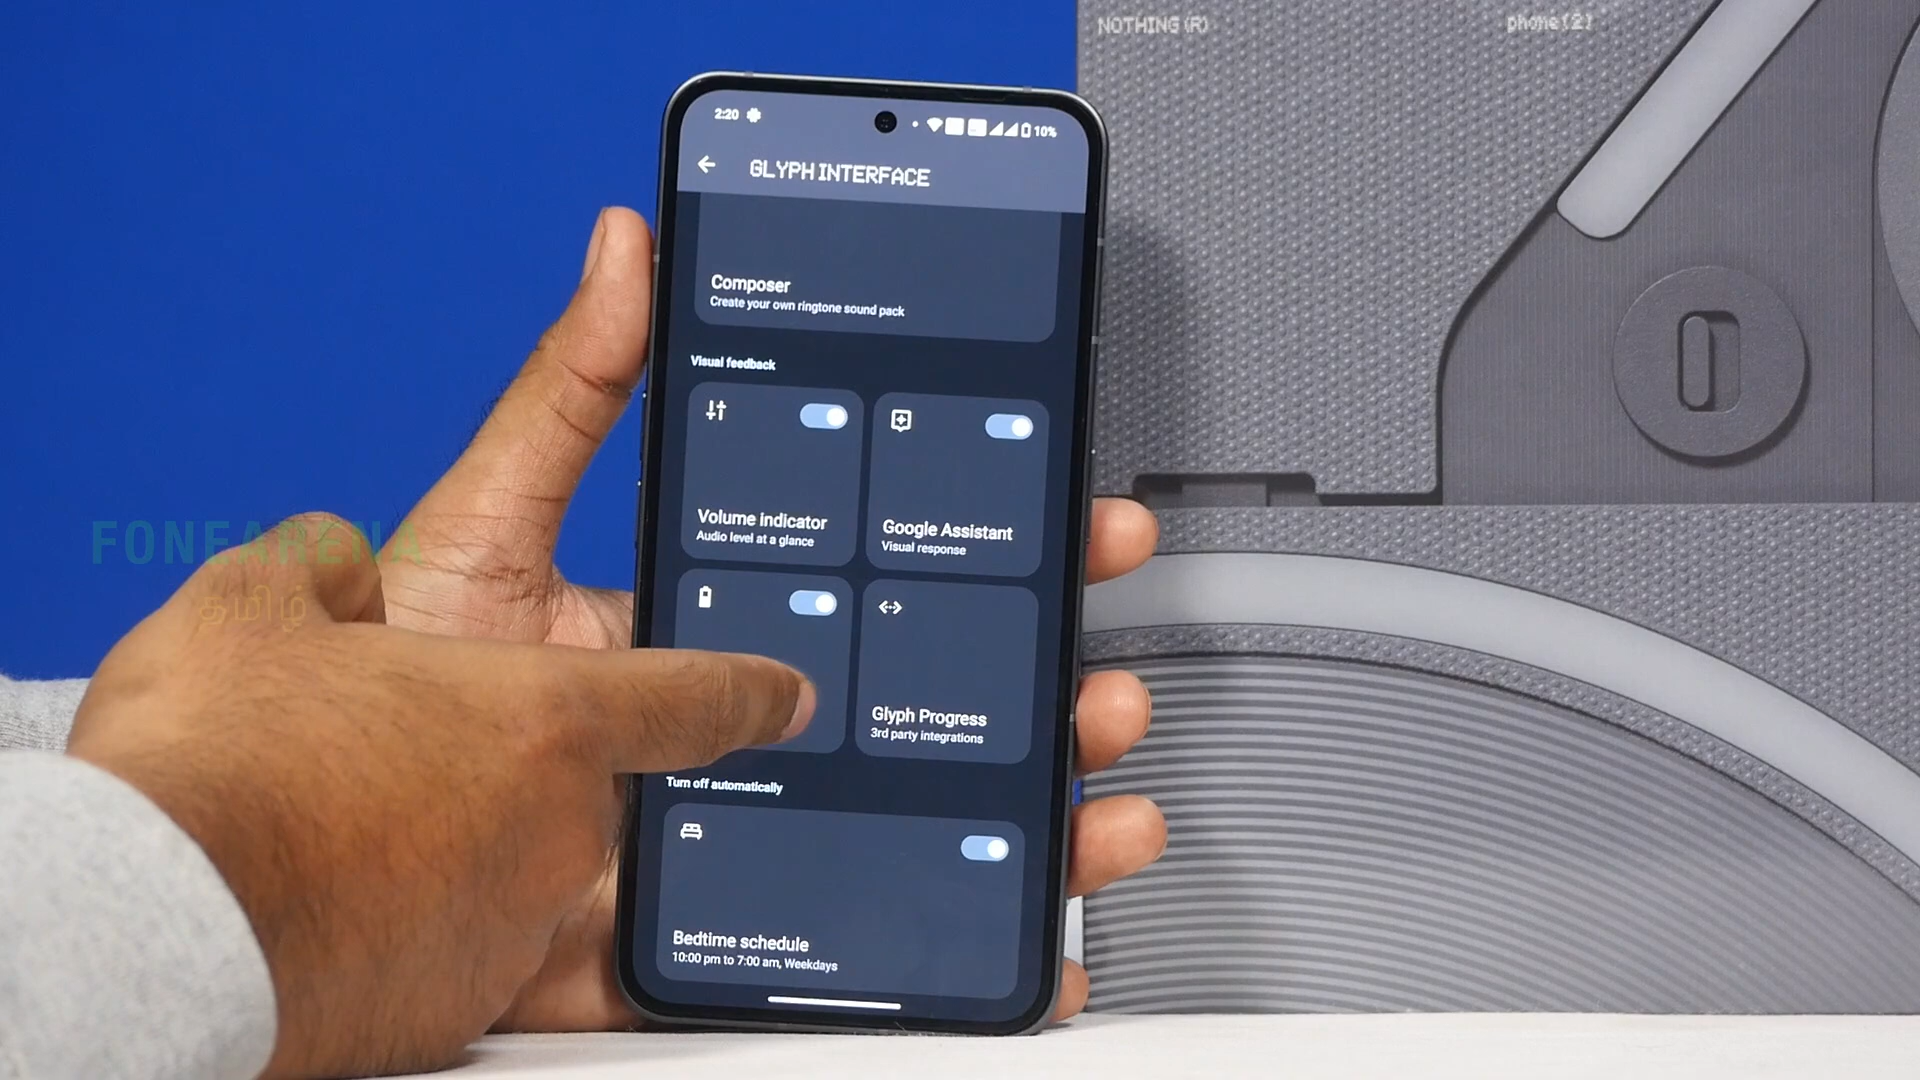 NOTHING (R)
phone (2)
2:20
10%
GLYPH INTERFACE
Composer
Create your own ringtone sound pack
Visual feedback
Volume indicator
Audio level at a glance
Google Assistant
Visual response
Glyph Progress
3rd party integrations
Turn off automatically
Bedtime schedule
10:00 pm to 7:00 am, Weekdays
FONEARENA
தமிழ்